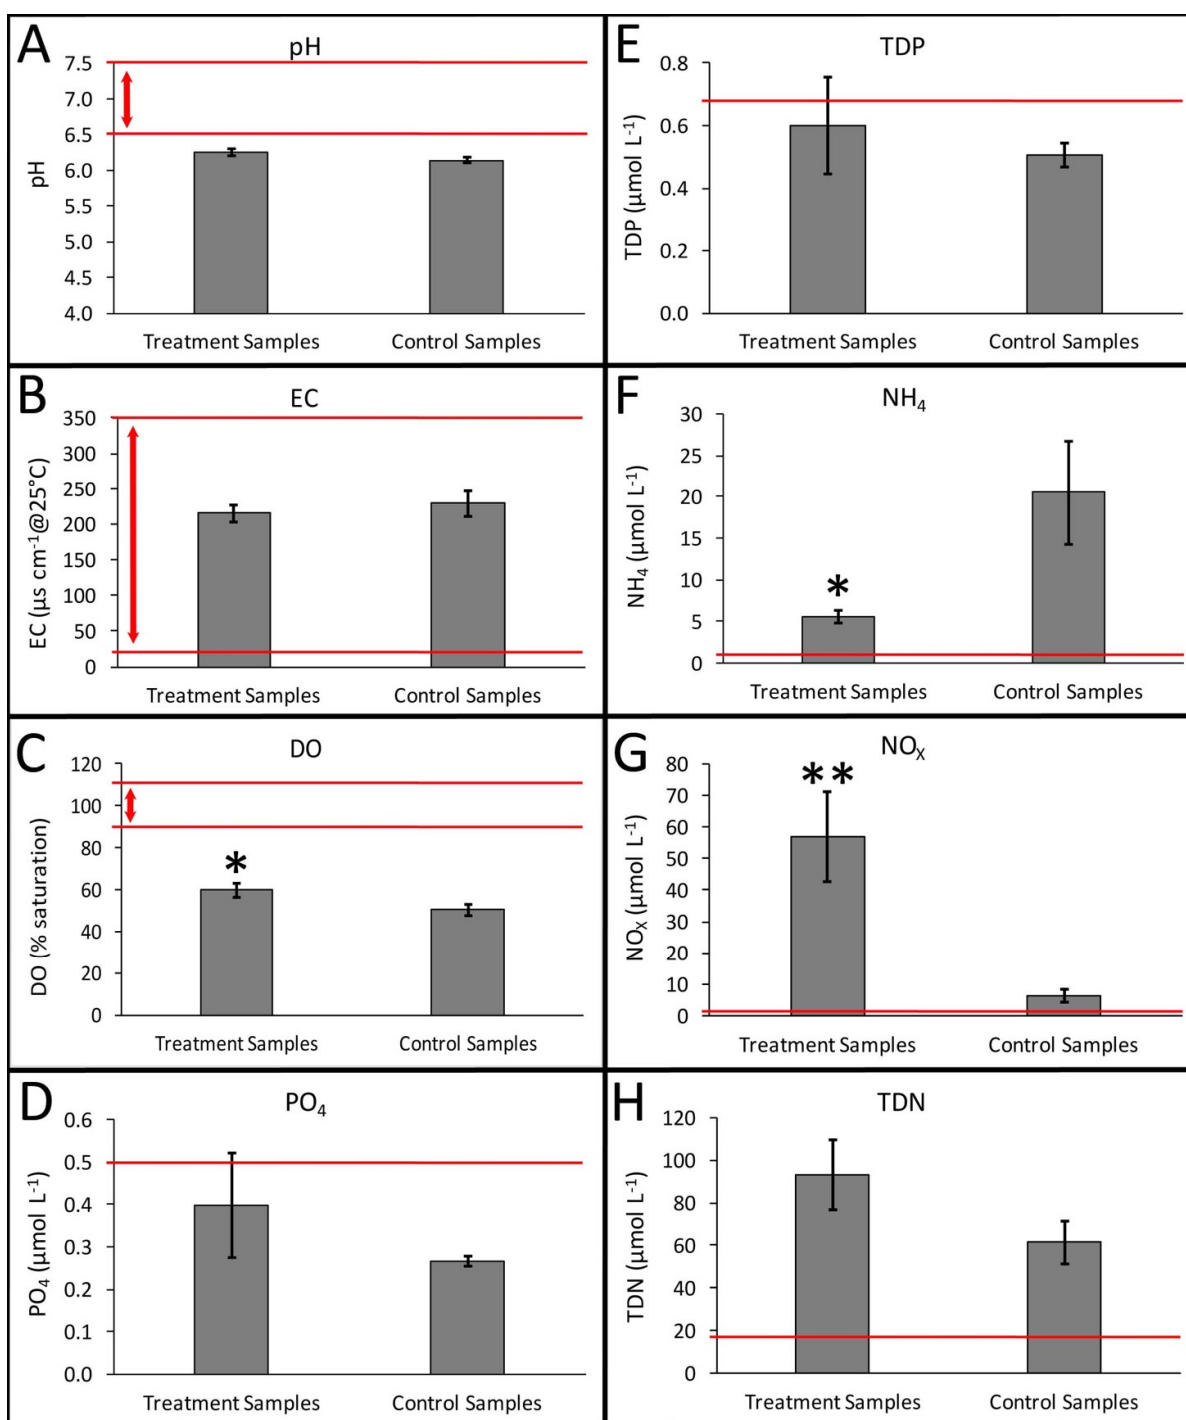 A
pH
7.5
7.0
6.5
6.0
5.5
5.0
4.5
4.0
pH
Treatment Samples
Control Samples
B
EC
350
300
250
200
150
100
50
0
EC (µs cm⁻¹@25°C)
Treatment Samples
Control Samples
C
DO
120
100
80
60
40
20
0
DO (% saturation)
*
Treatment Samples
Control Samples
D
PO₄
0.6
0.5
0.4
0.3
0.2
0.1
0.0
PO₄ (µmol L⁻¹)
Treatment Samples
Control Samples
E
TDP
0.8
0.6
0.4
0.2
0.0
TDP (µmol L⁻¹)
Treatment Samples
Control Samples
F
NH₄
30
25
20
15
10
5
0
NH₄ (µmol L⁻¹)
*
Treatment Samples
Control Samples
G
NOₓ
80
70
60
50
40
30
20
10
0
NOₓ (µmol L⁻¹)
**
Treatment Samples
Control Samples
H
TDN
120
100
80
60
40
20
0
TDN (µmol L⁻¹)
Treatment Samples
Control Samples